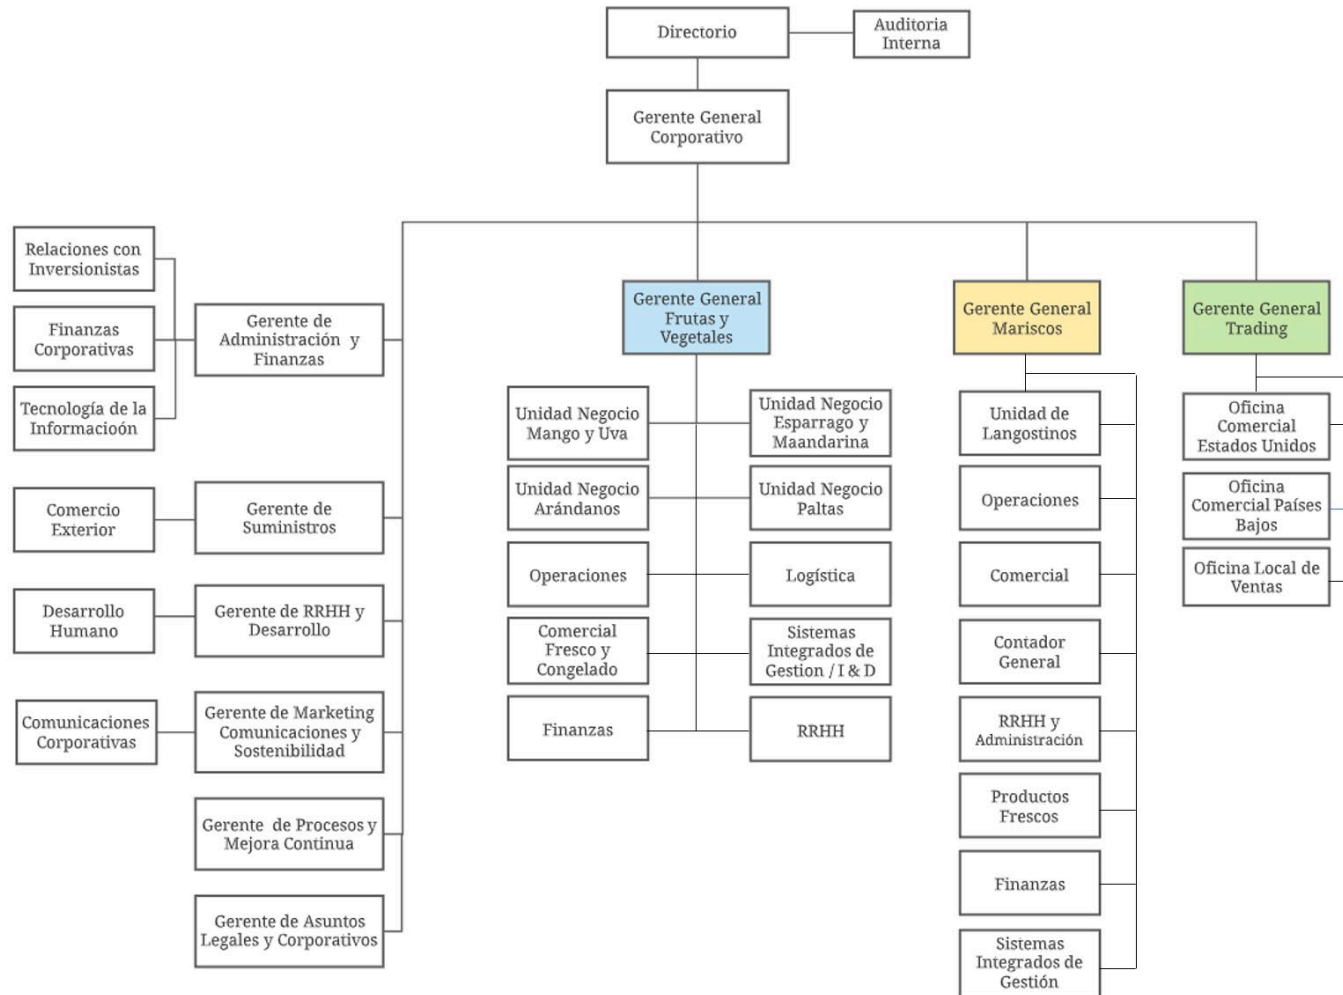 Directorio
Auditoria
Interna
Gerente General
Corporativo
Relaciones con
Inversionistas
Finanzas
Corporativas
Tecnología de la
Informacioón
Gerente de
Administración y
Finanzas
Comercio
Exterior
Gerente de
Suministros
Desarrollo
Humano
Gerente de RRHH y
Desarrollo
Comunicaciones
Corporativas
Gerente de Marketing
Comunicaciones y
Sostenibilidad
Gerente de Procesos y
Mejora Continua
Gerente de Asuntos
Legales y Corporativos
Gerente General
Frutas y
Vegetales
Unidad Negocio
Mango y Uva
Unidad Negocio
Esparrago y
Maandarina
Unidad Negocio
Arándanos
Unidad Negocio
Paltas
Operaciones
Logística
Comercial
Fresco y
Congelado
Sistemas
Integrados de
Gestion / I & D
Finanzas
RRHH
Gerente General
Mariscos
Unidad de
Langostinos
Operaciones
Comercial
Contador
General
RRHH y
Administración
Productos
Frescos
Finanzas
Sistemas
Integrados de
Gestión
Gerente General
Trading
Oficina
Comercial
Estados Unidos
Oficina
Comercial Países
Bajos
Oficina Local de
Ventas